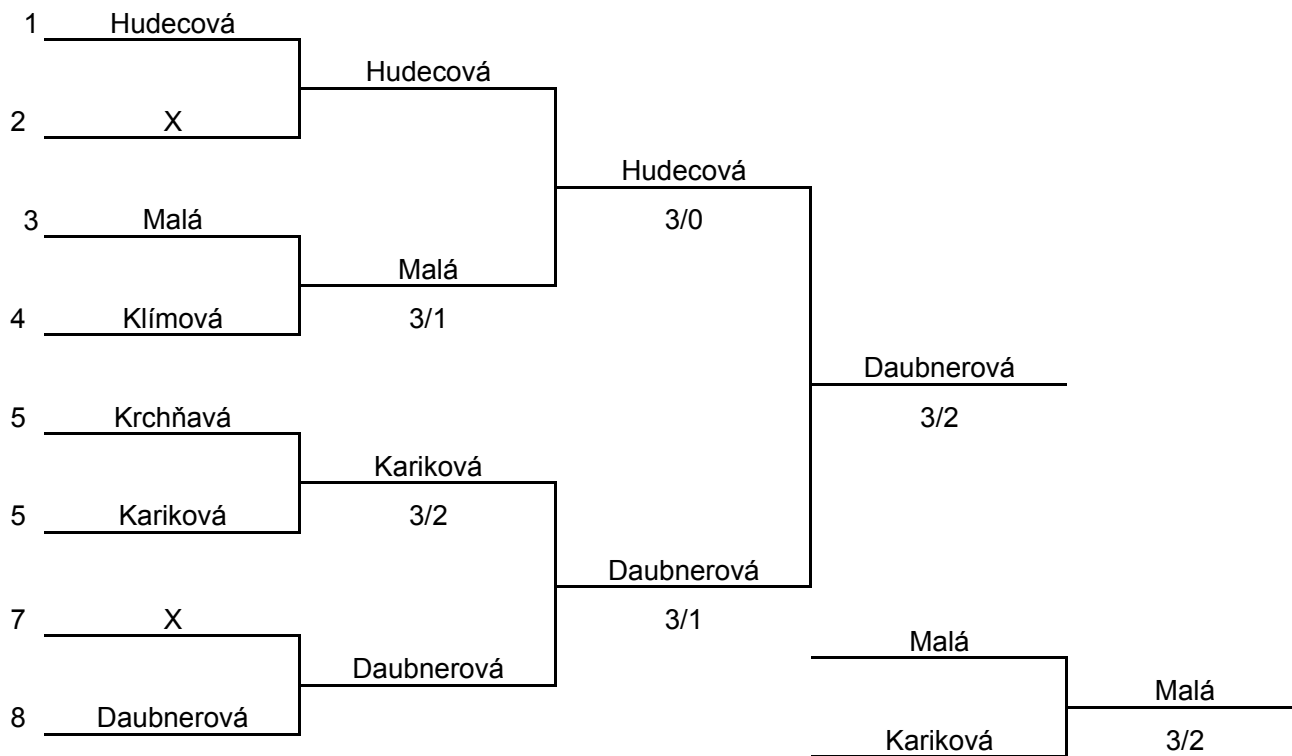 1 Hudecová
Hudecová
2 X
Hudecová
3 Malá 3/0
Malá
4 Klímová 3/1
Daubnerová
5 Krchňavá 3/2
Kariková
5 Kariková 3/2
Daubnerová
7 X 3/1
Malá
Daubnerová
Malá
8 Daubnerová
Kariková 3/2